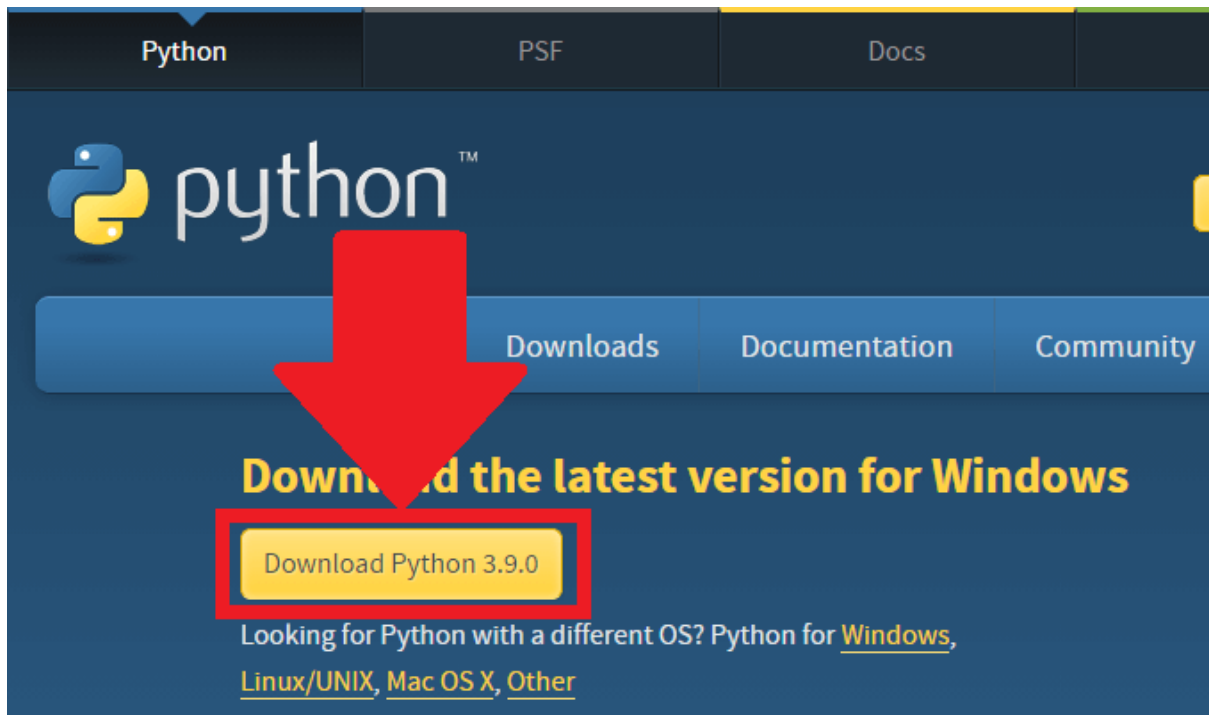 Python PSF Docs
python™
Downloads Documentation Community
Download the latest version for Windows
Download Python 3.9.0
Looking for Python with a different OS? Python for Windows,
Linux/UNIX, Mac OS X, Other